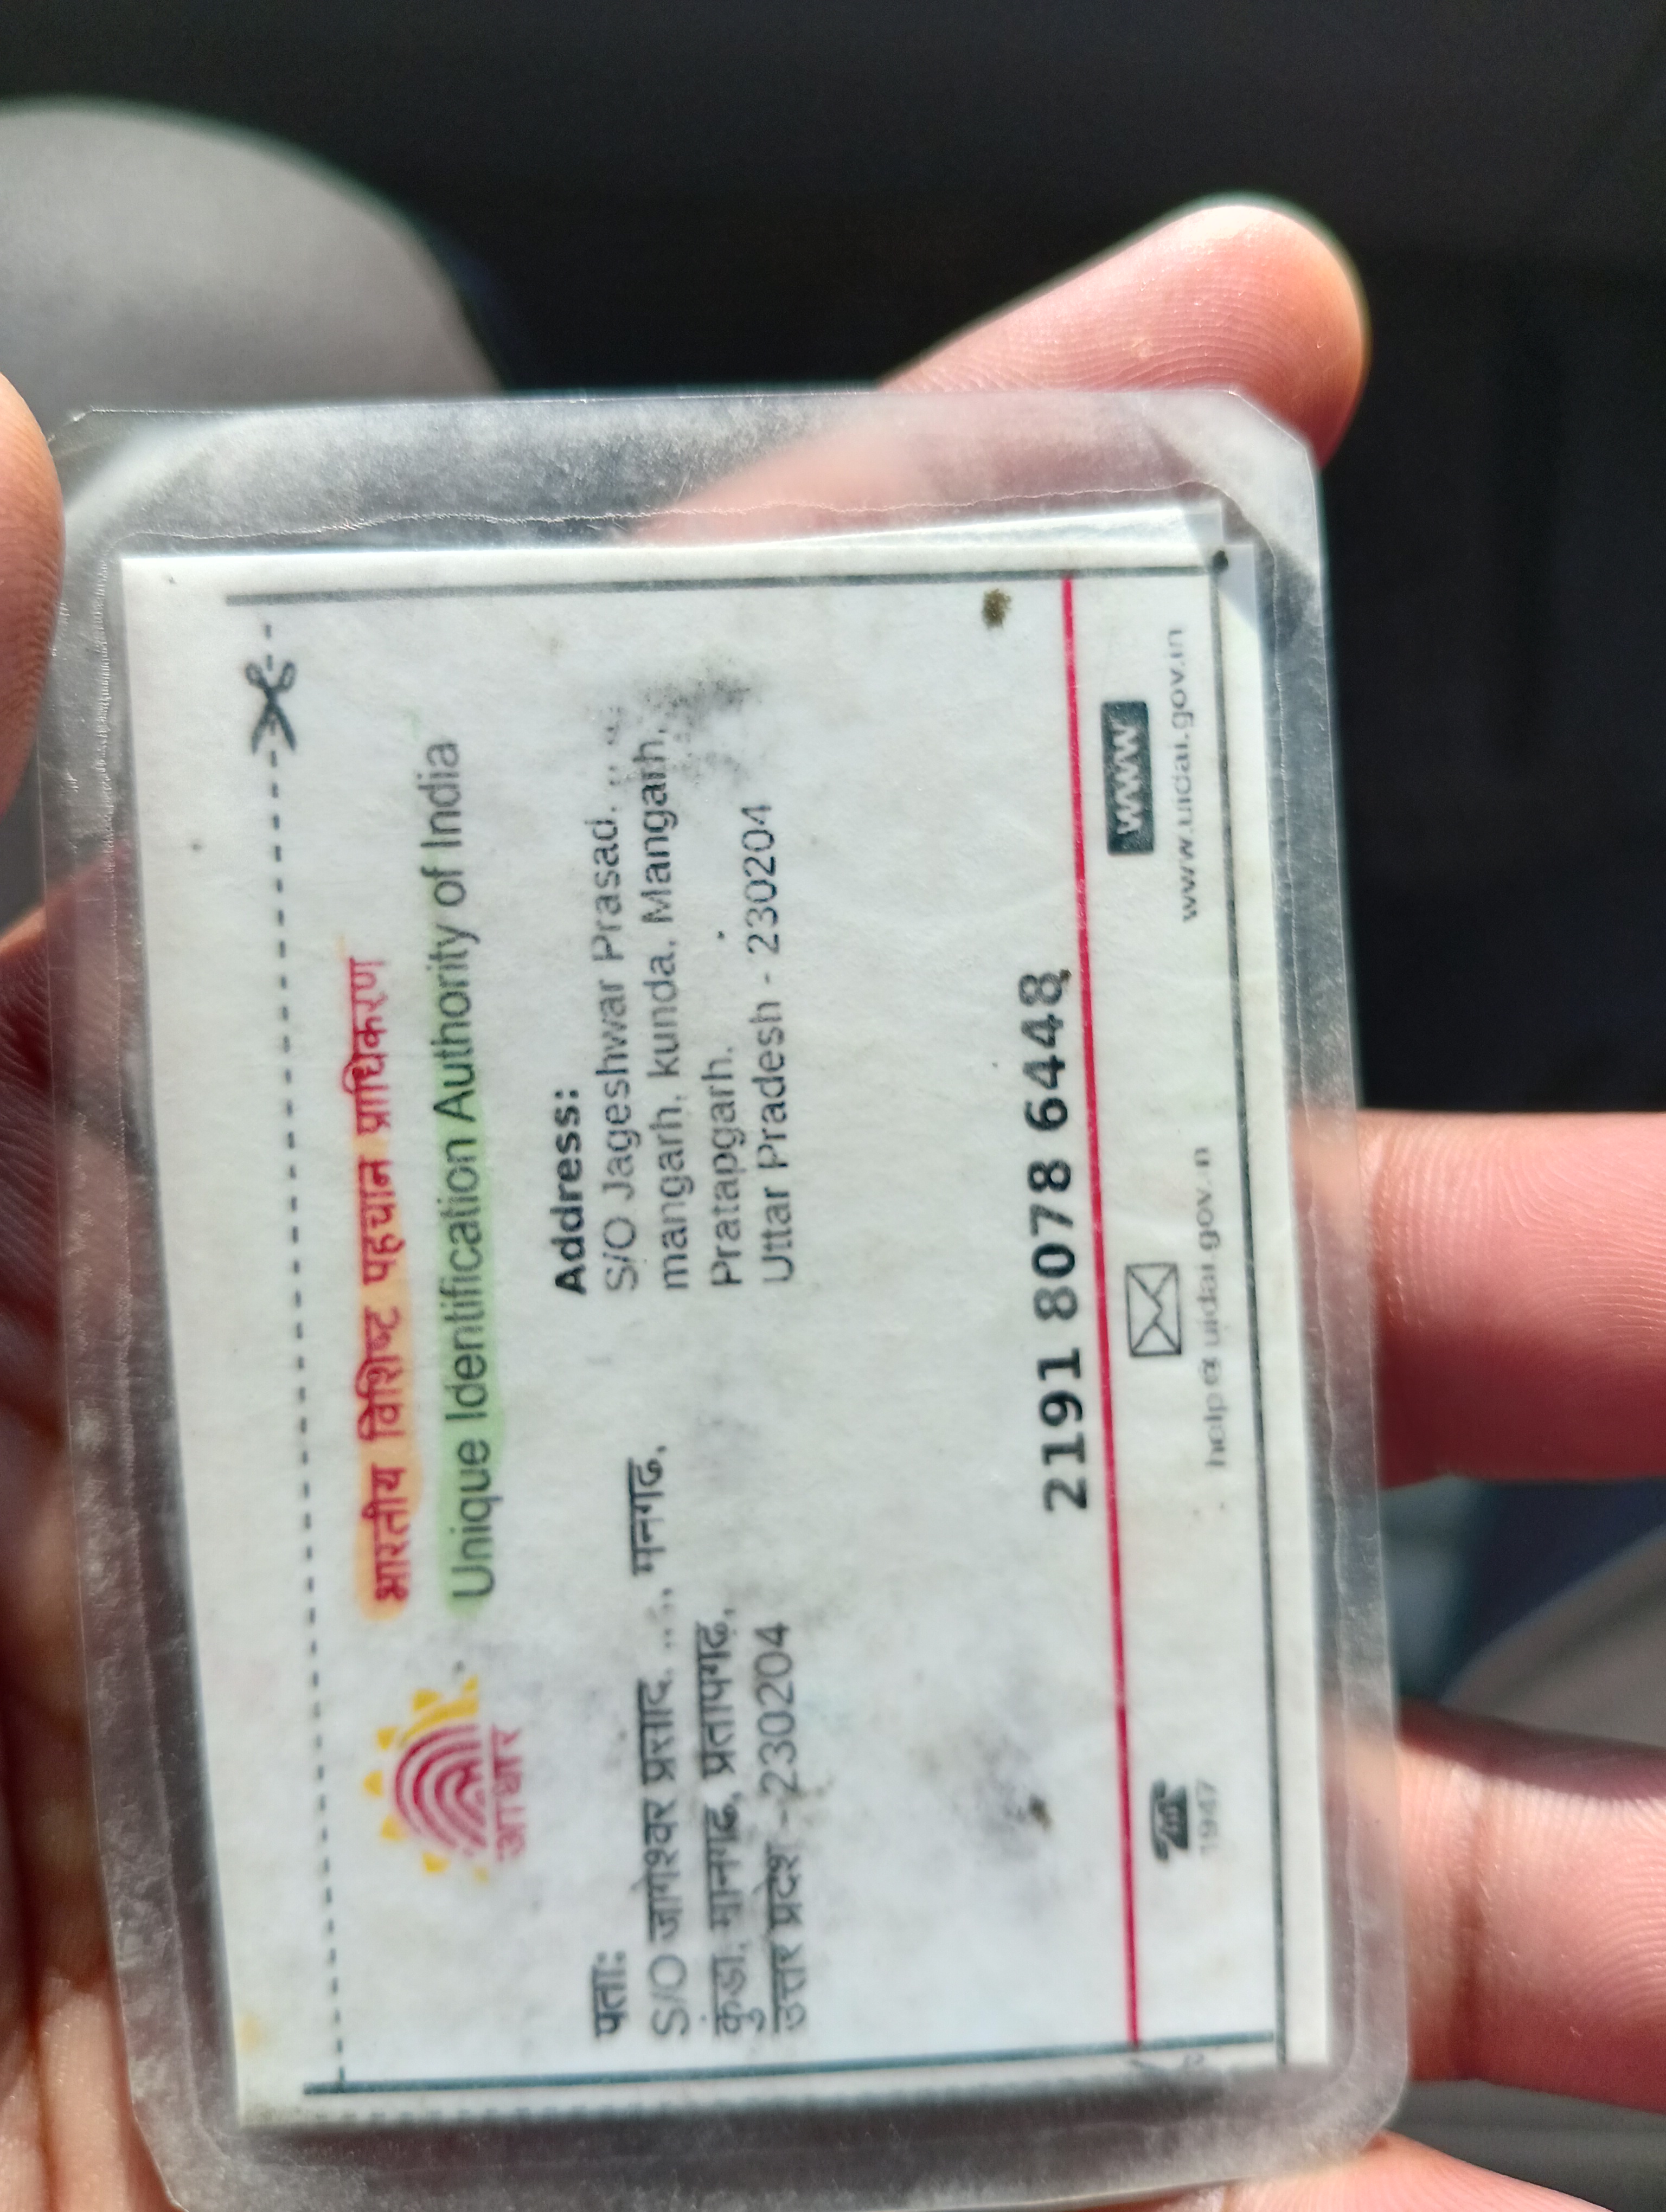 भारतीय विशिष्ट पहचान प्राधिकरण
Unique Identification Authority of India
आधार
पता:
S/O जागेश्वर प्रसाद, .., मनगढ,
कुंडा, मानगढ, प्रतापगढ,
उत्तर प्रदेश - 230204
Address:
S/O Jageshwar Prasad, .., ..,
mangarh, kunda, Mangarh,
Pratapgarh,
Uttar Pradesh - 230204
2191 8078 6448
1947
help@uidai.gov.in
WWW
www.uidai.gov.in